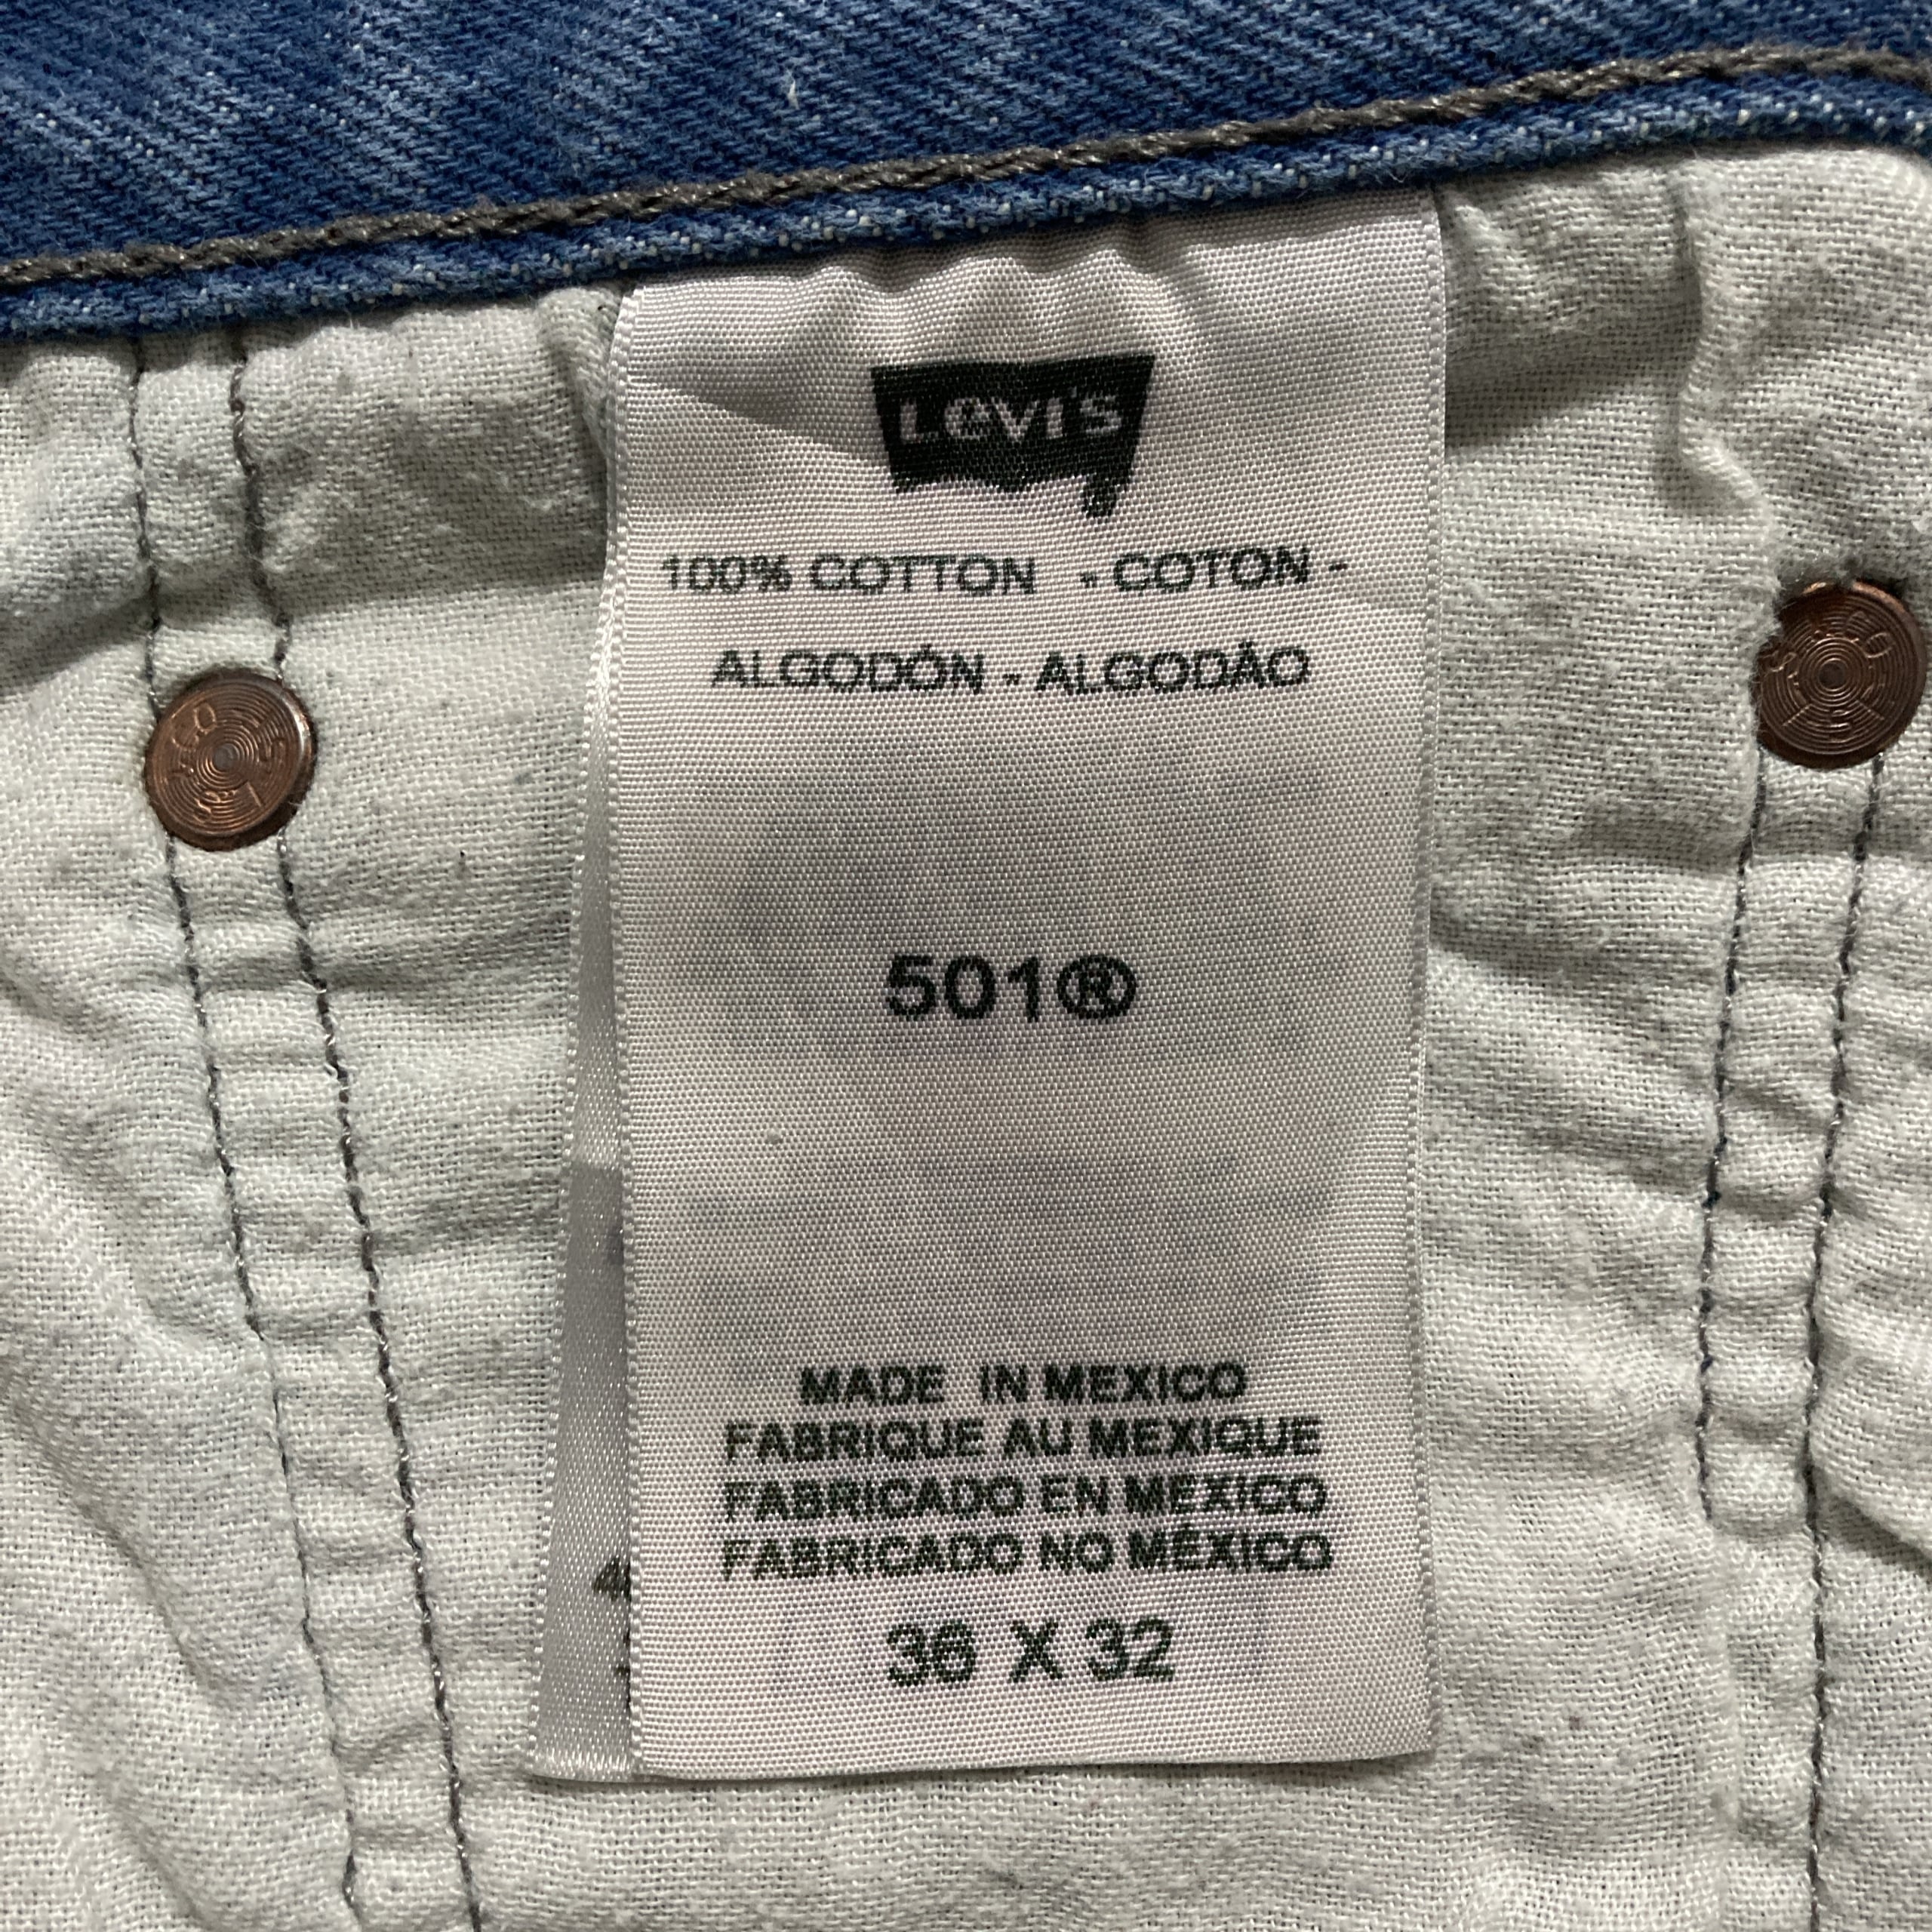 Levi's
100% COTTON - COTON -
ALGODÓN - ALGODÃO
501®
MADE IN MEXICO
FABRIQUE AU MEXIQUE
FABRICADO EN MEXICO
FABRICADO NO MÉXICO
36 X 32